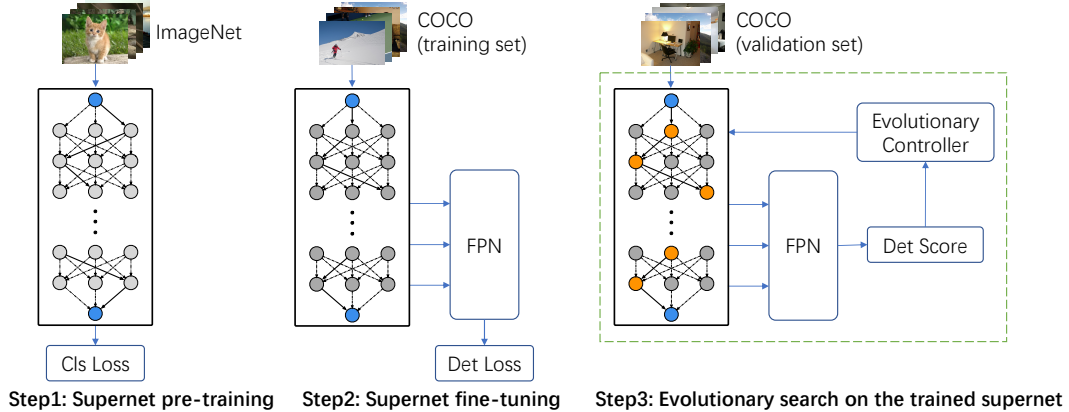 ImageNet
Cls Loss
Step1: Supernet pre-training
COCO
(training set)
FPN
Det Loss
Step2: Supernet fine-tuning
COCO
(validation set)
Evolutionary
Controller
FPN
Det Score
Step3: Evolutionary search on the trained supernet